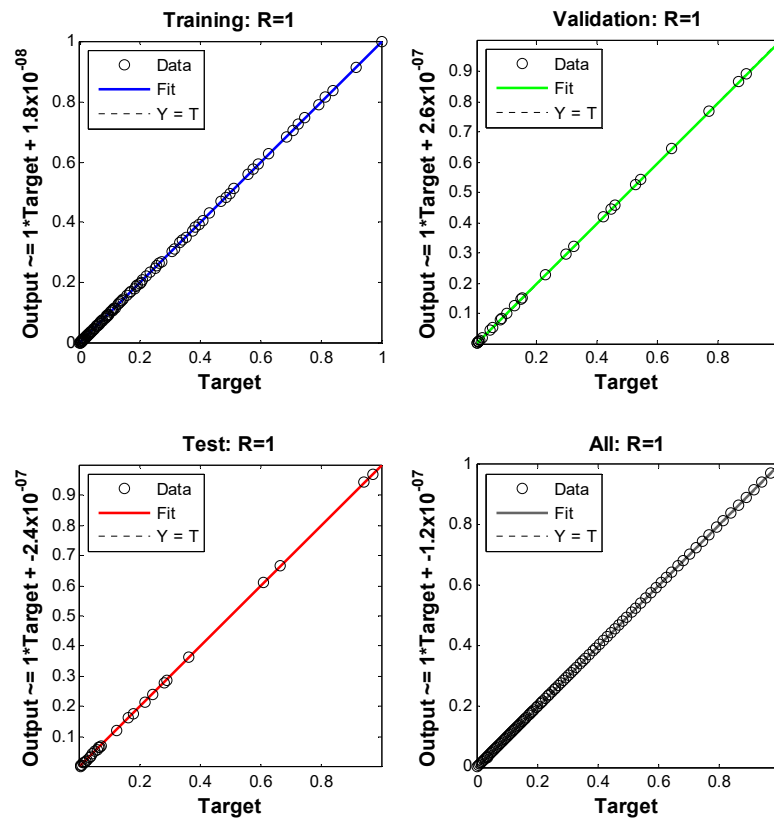 Training: R=1
Output ~= 1*Target + 1.8x10⁻⁰⁸
1
0.8
0.6
0.4
0.2
0
Data
Fit
Y = T
0
0.2
0.4
0.6
0.8
1
Target
Validation: R=1
Output ~= 1*Target + 2.6x10⁻⁰⁷
0.9
0.8
0.7
0.6
0.5
0.4
0.3
0.2
0.1
Data
Fit
Y = T
0.2
0.4
0.6
0.8
Target
Test: R=1
Output ~= 1*Target + -2.4x10⁻⁰⁷
0.9
0.8
0.7
0.6
0.5
0.4
0.3
0.2
0.1
Data
Fit
Y = T
0.2
0.4
0.6
0.8
Target
All: R=1
Output ~= 1*Target + -1.2x10⁻⁰⁷
1
0.8
0.6
0.4
0.2
0
Data
Fit
Y = T
0
0.2
0.4
0.6
0.8
Target